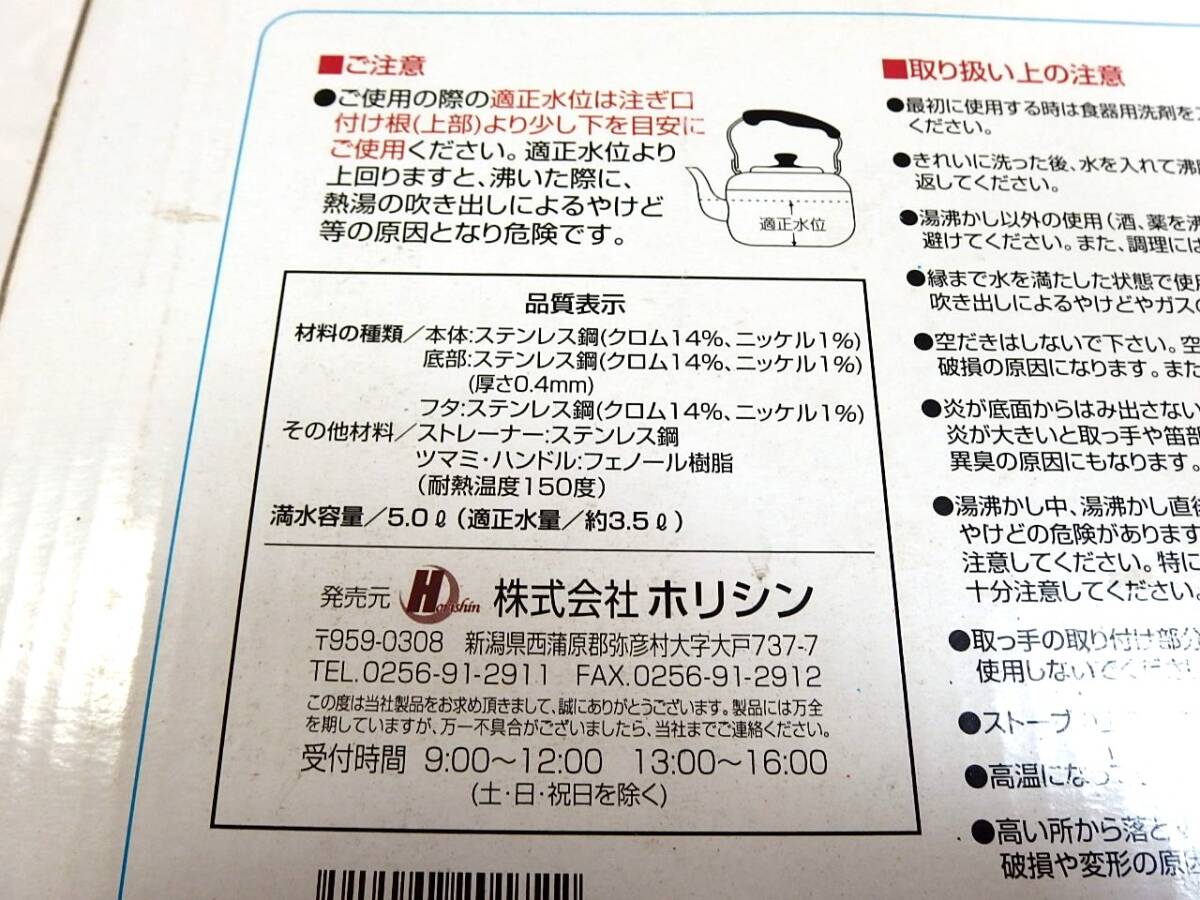 ■ご注意
●ご使用の際の適正水位は注ぎ口
付け根(上部)より少し下を目安に
ご使用ください。適正水位より
上回りますと、沸いた際に、
熱湯の吹き出しによるやけど
等の原因となり危険です。
適正水位
品質表示
材料の種類/本体:ステンレス鋼(クロム14%、ニッケル1%)
底部:ステンレス鋼(クロム14%、ニッケル1%)
(厚さ0.4mm)
フタ:ステンレス鋼(クロム14%、ニッケル1%)
その他材料/ストレーナー:ステンレス鋼
ツマミ・ハンドル:フェノール樹脂
(耐熱温度150度)
満水容量/5.0ℓ(適正水量/約3.5ℓ)
発売元 Horishin 株式会社 ホリシン
〒959-0308 新潟県西蒲原郡弥彦村大字大戸737-7
TEL.0256-91-2911 FAX.0256-91-2912
この度は当社製品をお求め頂きまして、誠にありがとうございます。製品には万全
を期していますが、万一不具合がございましたら、当社までご連絡ください。
受付時間 9:00〜12:00 13:00〜16:00
(土・日・祝日を除く)
■取り扱い上の注意
●最初に使用する時は食器用洗剤を
ください。
●きれいに洗った後、水を入れて沸
返してください。
●湯沸かし以外の使用(酒、薬を沸
避けてください。また、調理には
●縁まで水を満たした状態で使
吹き出しによるやけどやガスの
●空だきはしないで下さい。空
破損の原因になります。また
●炎が底面からはみ出さない
炎が大きいと取っ手や笛部
異臭の原因にもなります。
●湯沸かし中、湯沸かし直後
やけどの危険があります
注意してください。特に
十分注意してください。
●取っ手の取り付け部分
使用しないでください
●ストーブ
●高温にな
●高い所から落と
破損や変形の原因